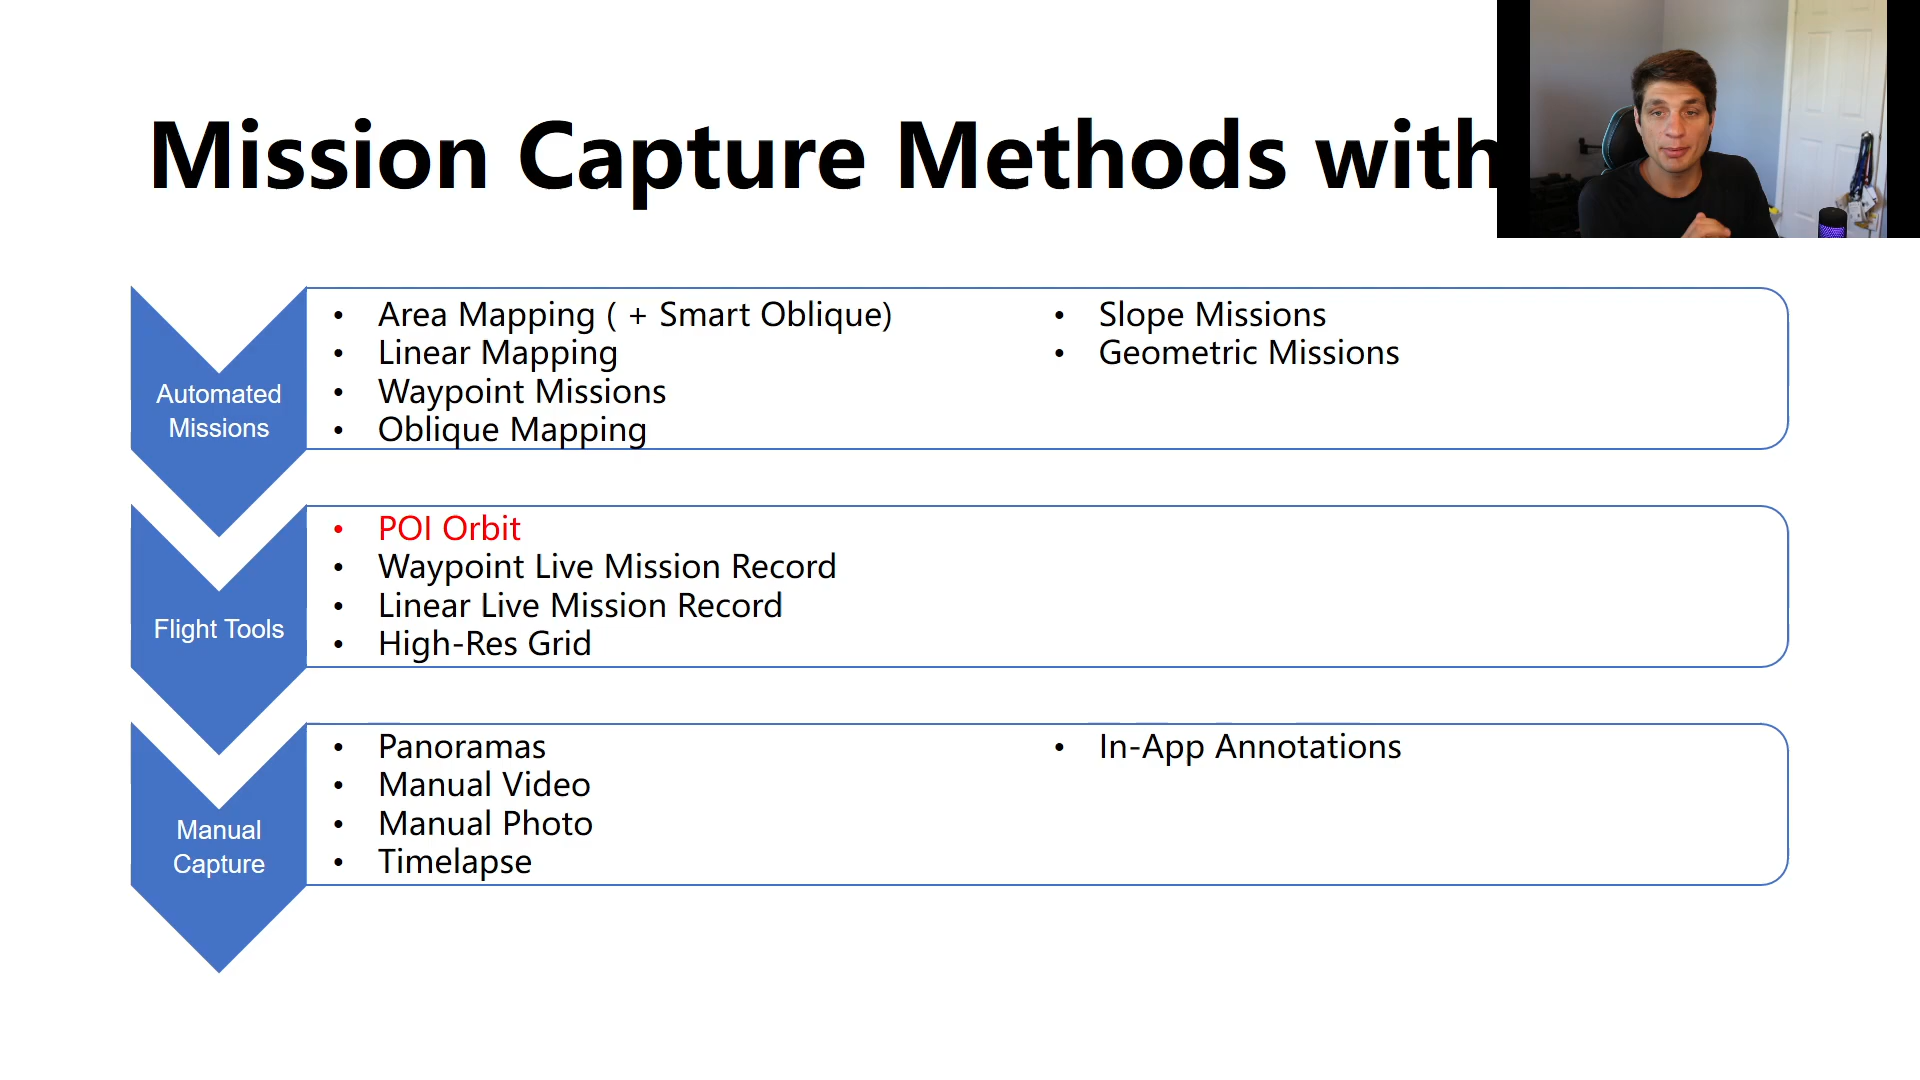 Mission Capture Methods with
Automated
Missions
• Area Mapping ( + Smart Oblique)
• Linear Mapping
• Waypoint Missions
• Oblique Mapping
• Slope Missions
• Geometric Missions
Flight Tools
• POI Orbit
• Waypoint Live Mission Record
• Linear Live Mission Record
• High-Res Grid
Manual
Capture
• Panoramas
• Manual Video
• Manual Photo
• Timelapse
• In-App Annotations